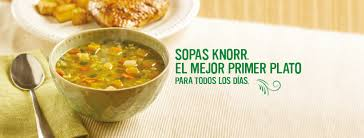 SOPAS KNORR.
EL MEJOR PRIMER PLATO
PARA TODOS LOS DÍAS.